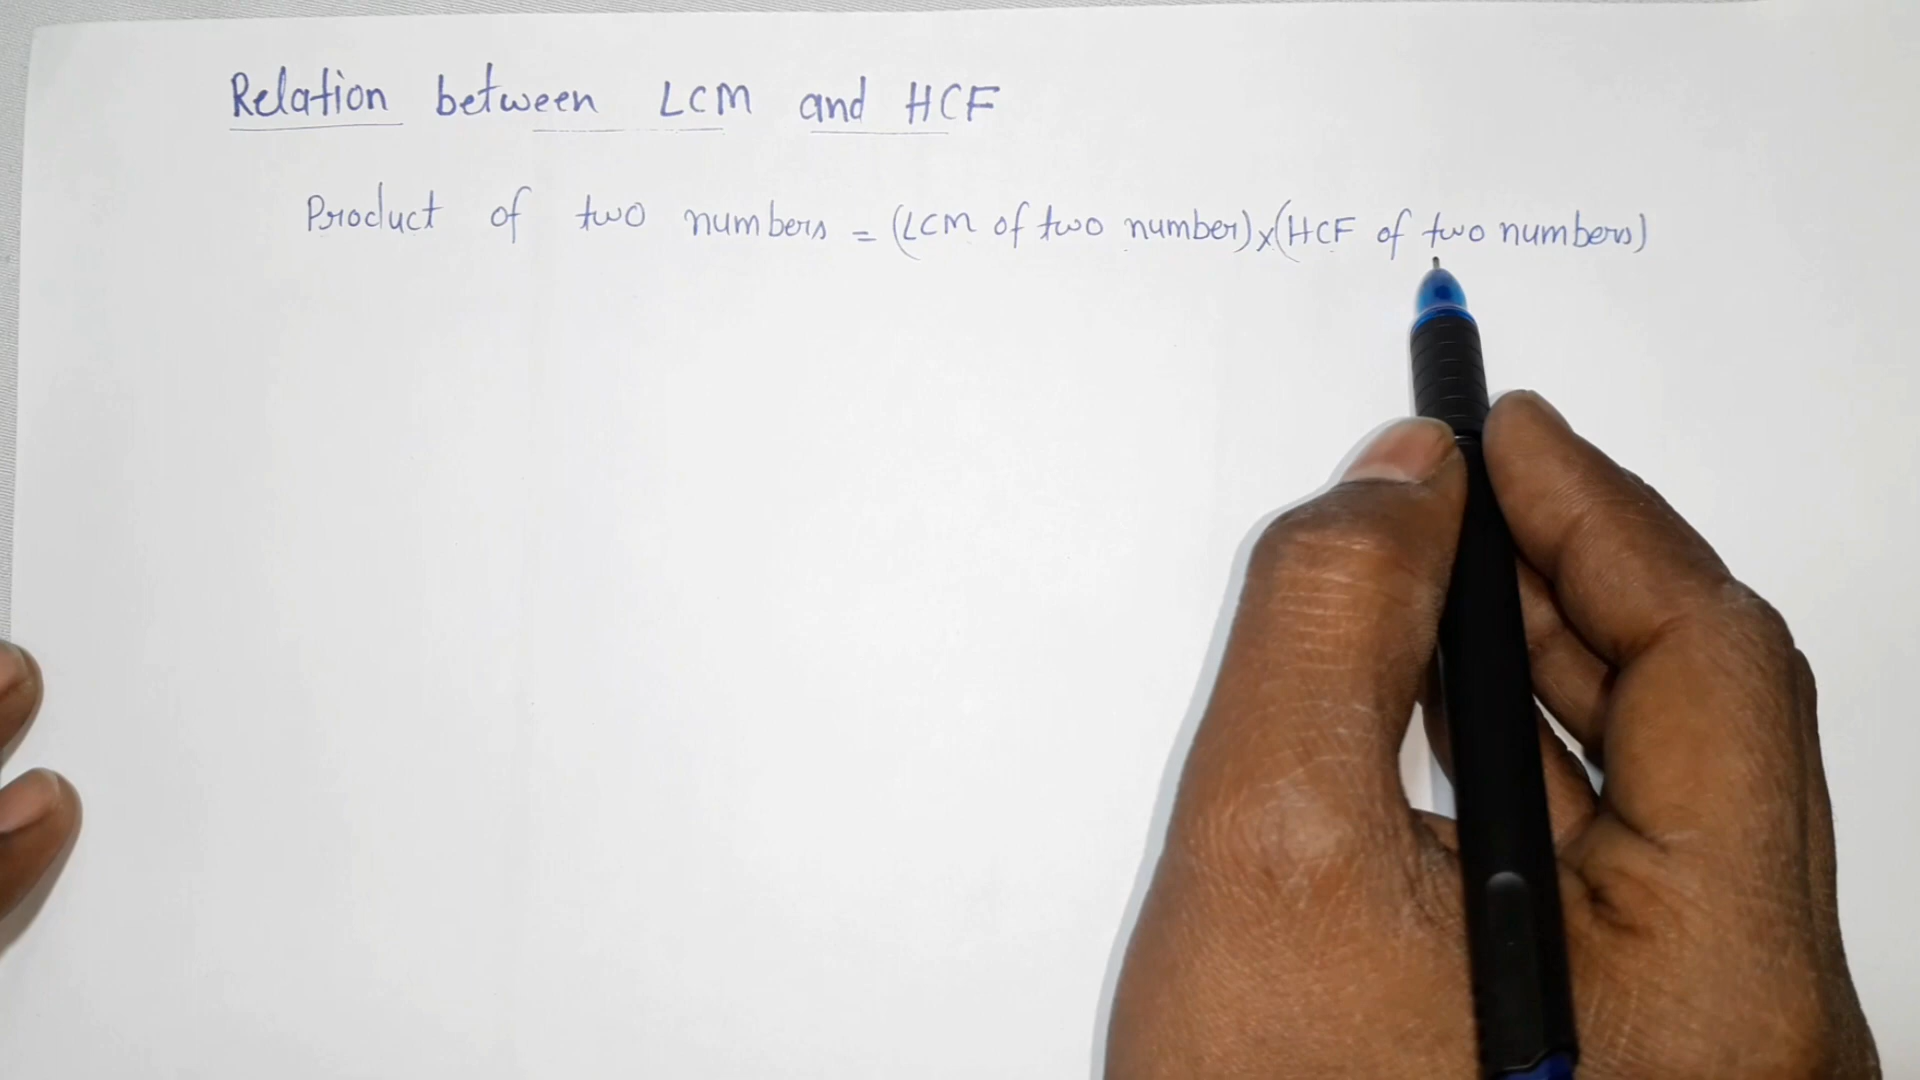 Relation between LCM and HCF
Product of two numbers = (LCM of two number)x(HCF of two numbers)